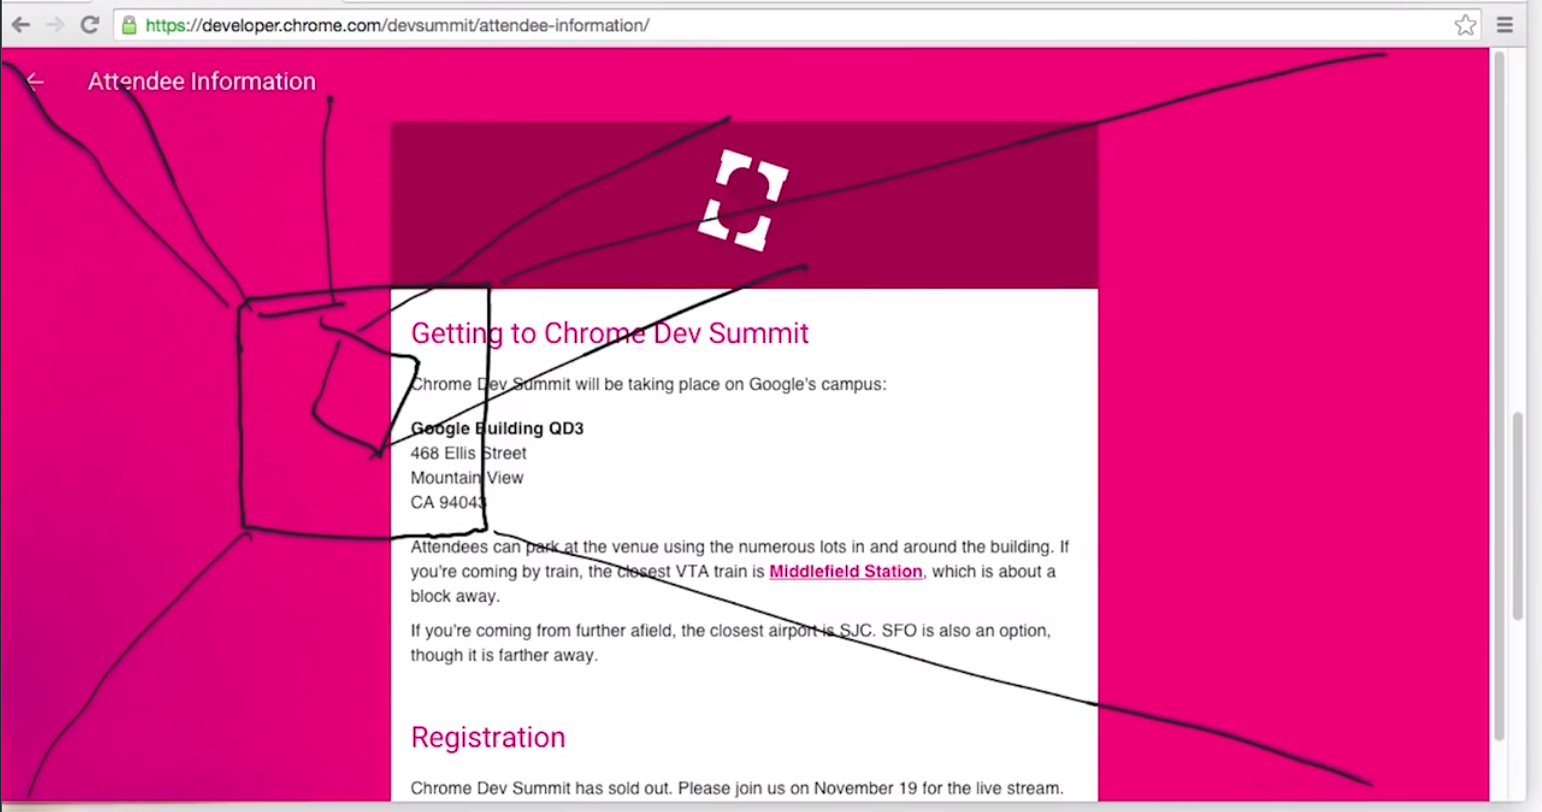 https://developer.chrome.com/devsummit/attendee-information/
Attendee Information
Getting to Chrome Dev Summit
Chrome Dev Summit will be taking place on Google's campus:
Google Building QD3
468 Ellis Street
Mountain View
CA 94043
Attendees can park at the venue using the numerous lots in and around the building. If
you're coming by train, the closest VTA train is Middlefield Station, which is about a
block away.
If you're coming from further afield, the closest airport is SJC. SFO is also an option,
though it is farther away.
Registration
Chrome Dev Summit has sold out. Please join us on November 19 for the live stream.